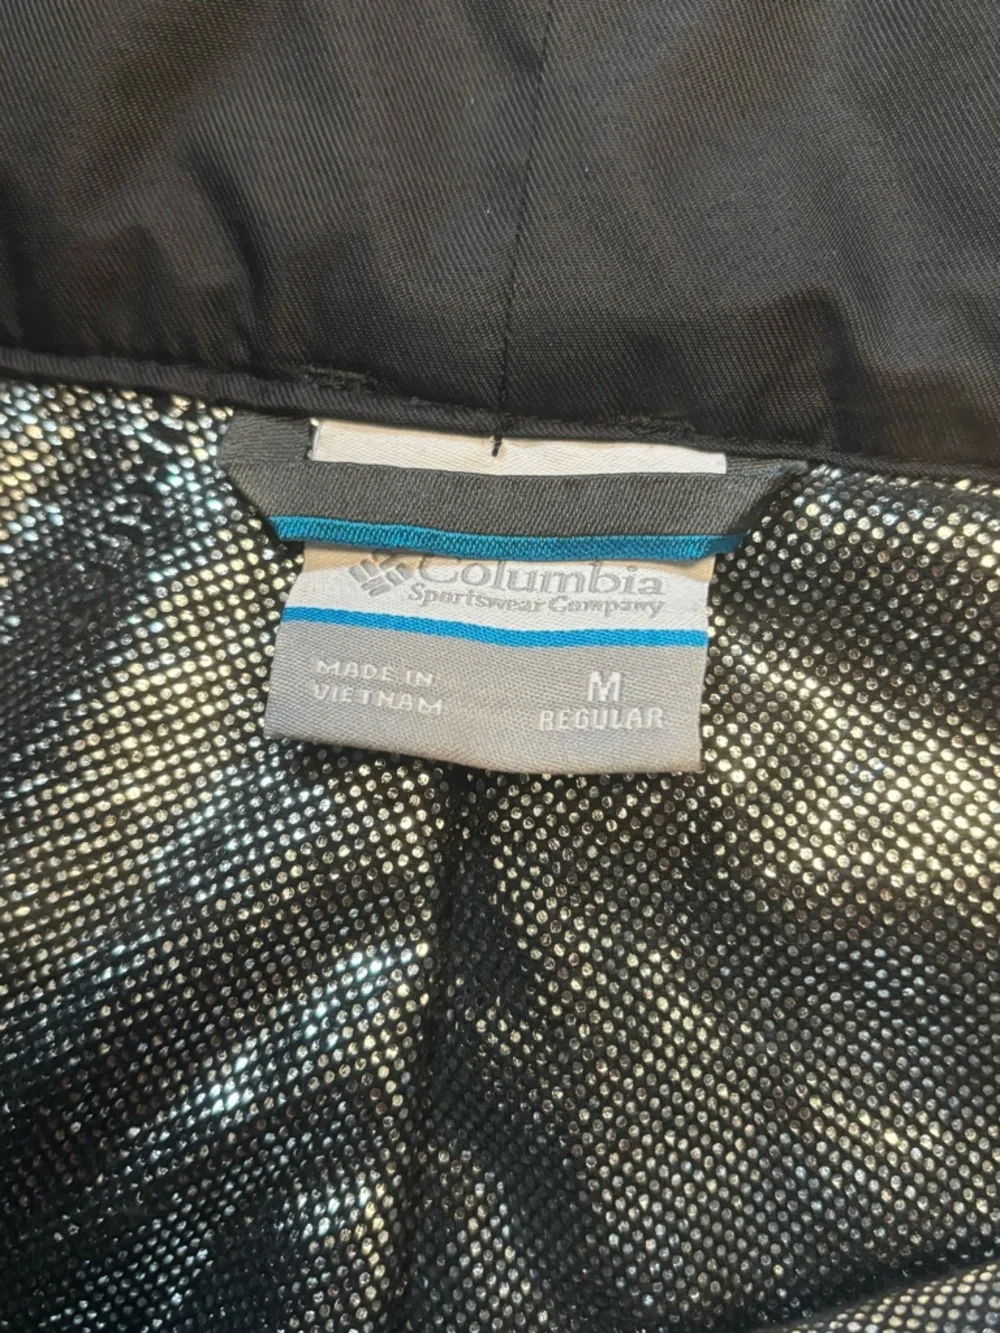 Columbia
Sportswear Company
MADE IN
VIETNAM
M
REGULAR